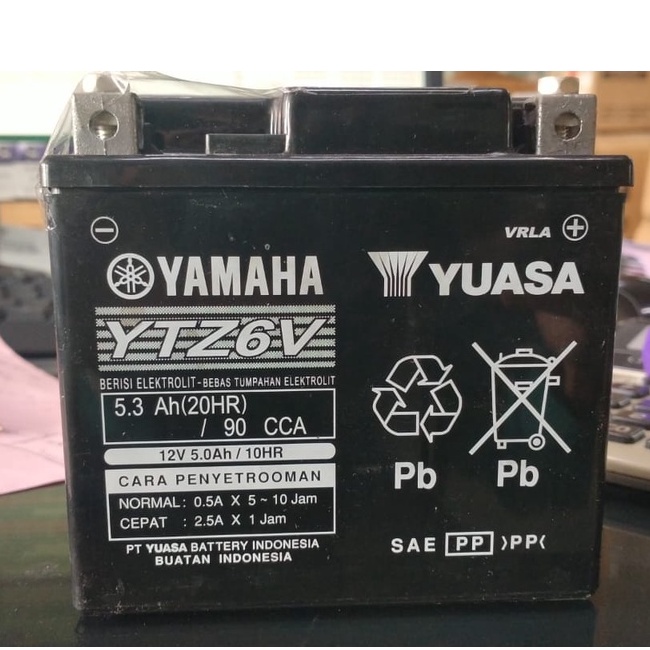 VRLA
YAMAHA
YUASA
YTZ6V
BERISI ELEKTROLIT - BEBAS TUMPAHAN ELEKTROLIT
5.3 Ah(20HR)
/ 90 CCA
12V 5.0Ah / 10HR
CARA PENYETROOMAN
NORMAL : 0.5A X 5 ~ 10 Jam
CEPAT : 2.5A X 1 Jam
PT YUASA BATTERY INDONESIA
BUATAN INDONESIA
Pb
Pb
SAE PP >PP<